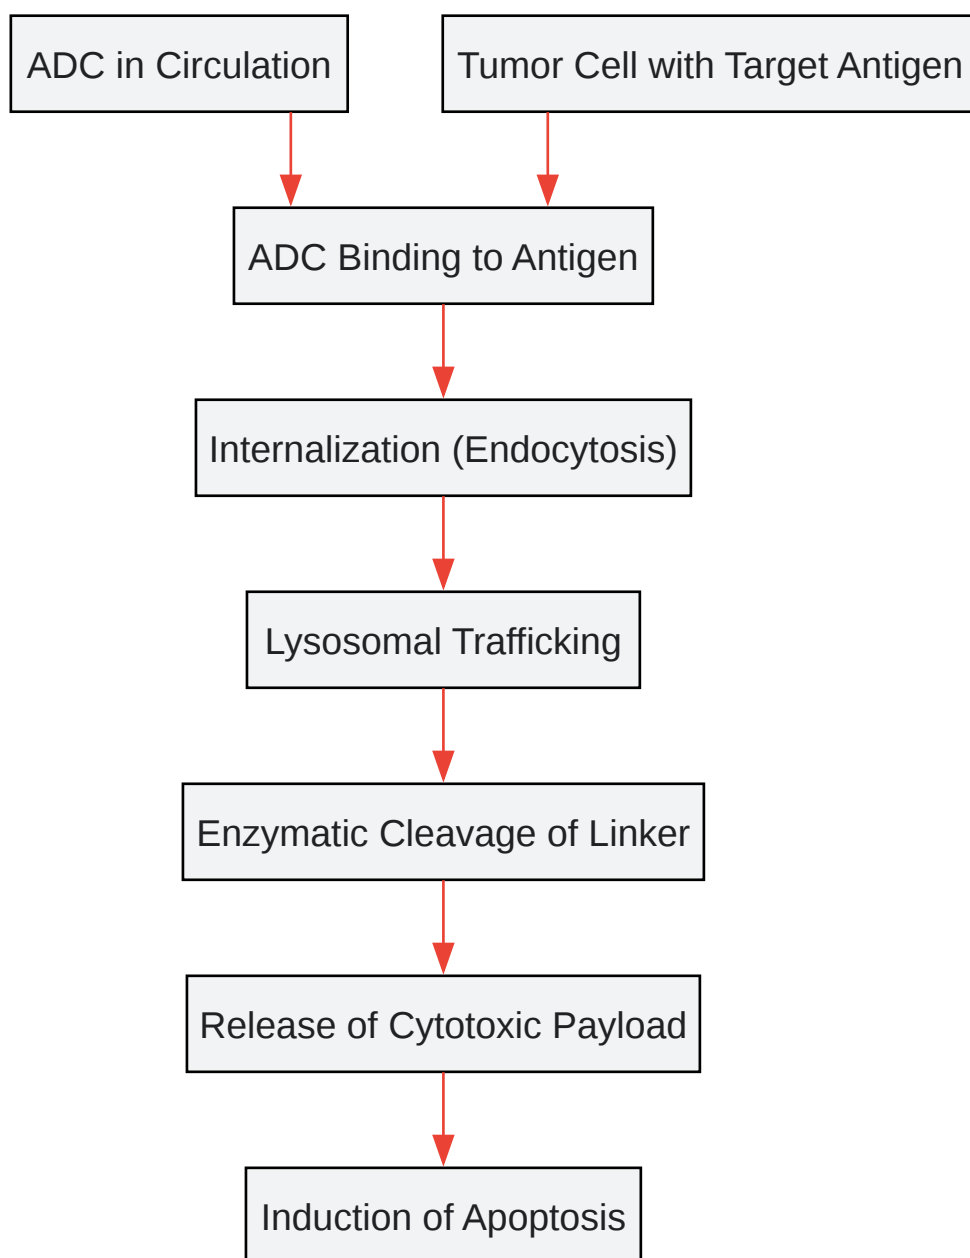 ADC in Circulation
Tumor Cell with Target Antigen
ADC Binding to Antigen
Internalization (Endocytosis)
Lysosomal Trafficking
Enzymatic Cleavage of Linker
Release of Cytotoxic Payload
Induction of Apoptosis